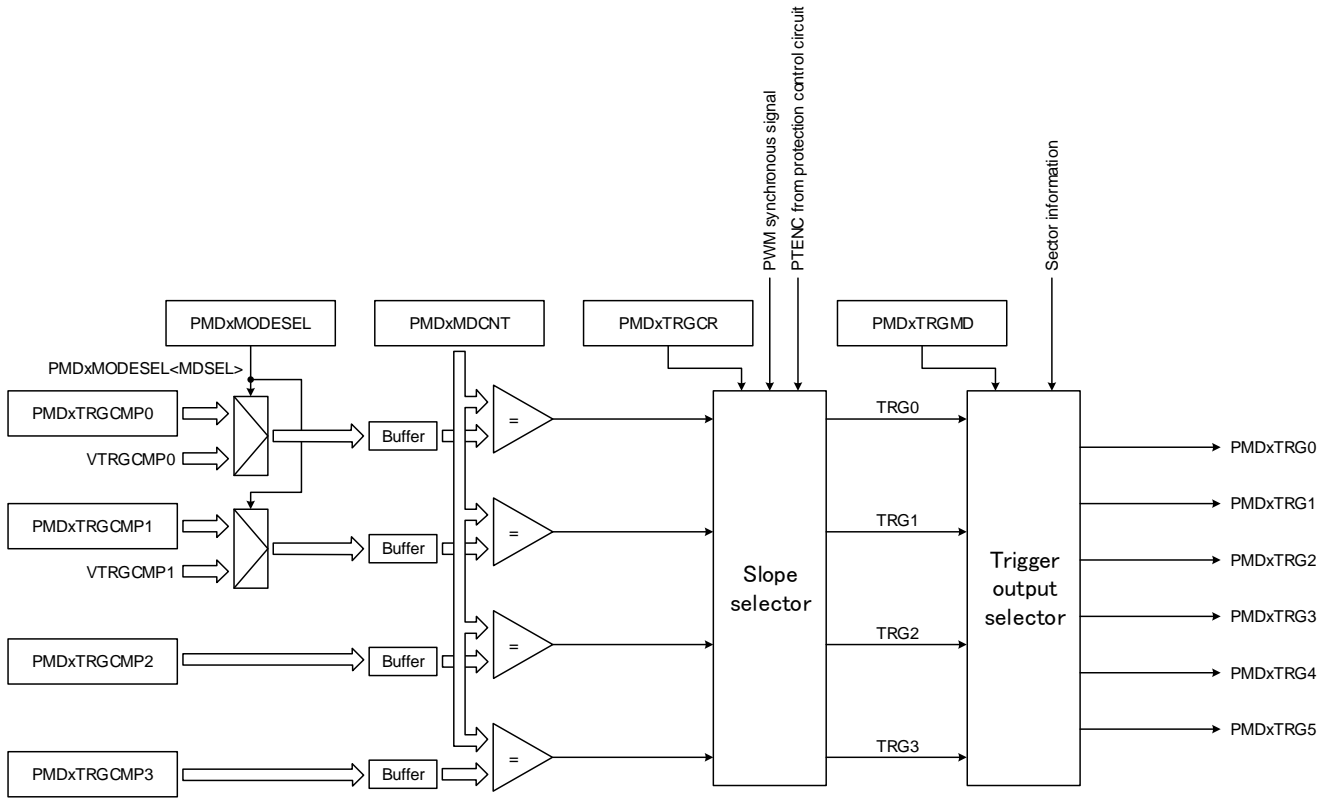 PWM synchronous signal
PTENC from protection control circuit
Sector information
PMDxMODESEL
PMDxMDCNT
PMDxTRGCR
PMDxTRGMD
PMDxMODESEL<MDSEL>
PMDxTRGCMP0
VTRGCMP0
Buffer
=
TRG0
PMDxTRG0
PMDxTRGCMP1
VTRGCMP1
Buffer
=
TRG1
PMDxTRG1
Slope
selector
Trigger
output
selector
PMDxTRG2
PMDxTRG3
PMDxTRGCMP2
Buffer
=
TRG2
PMDxTRG4
PMDxTRG5
PMDxTRGCMP3
Buffer
=
TRG3